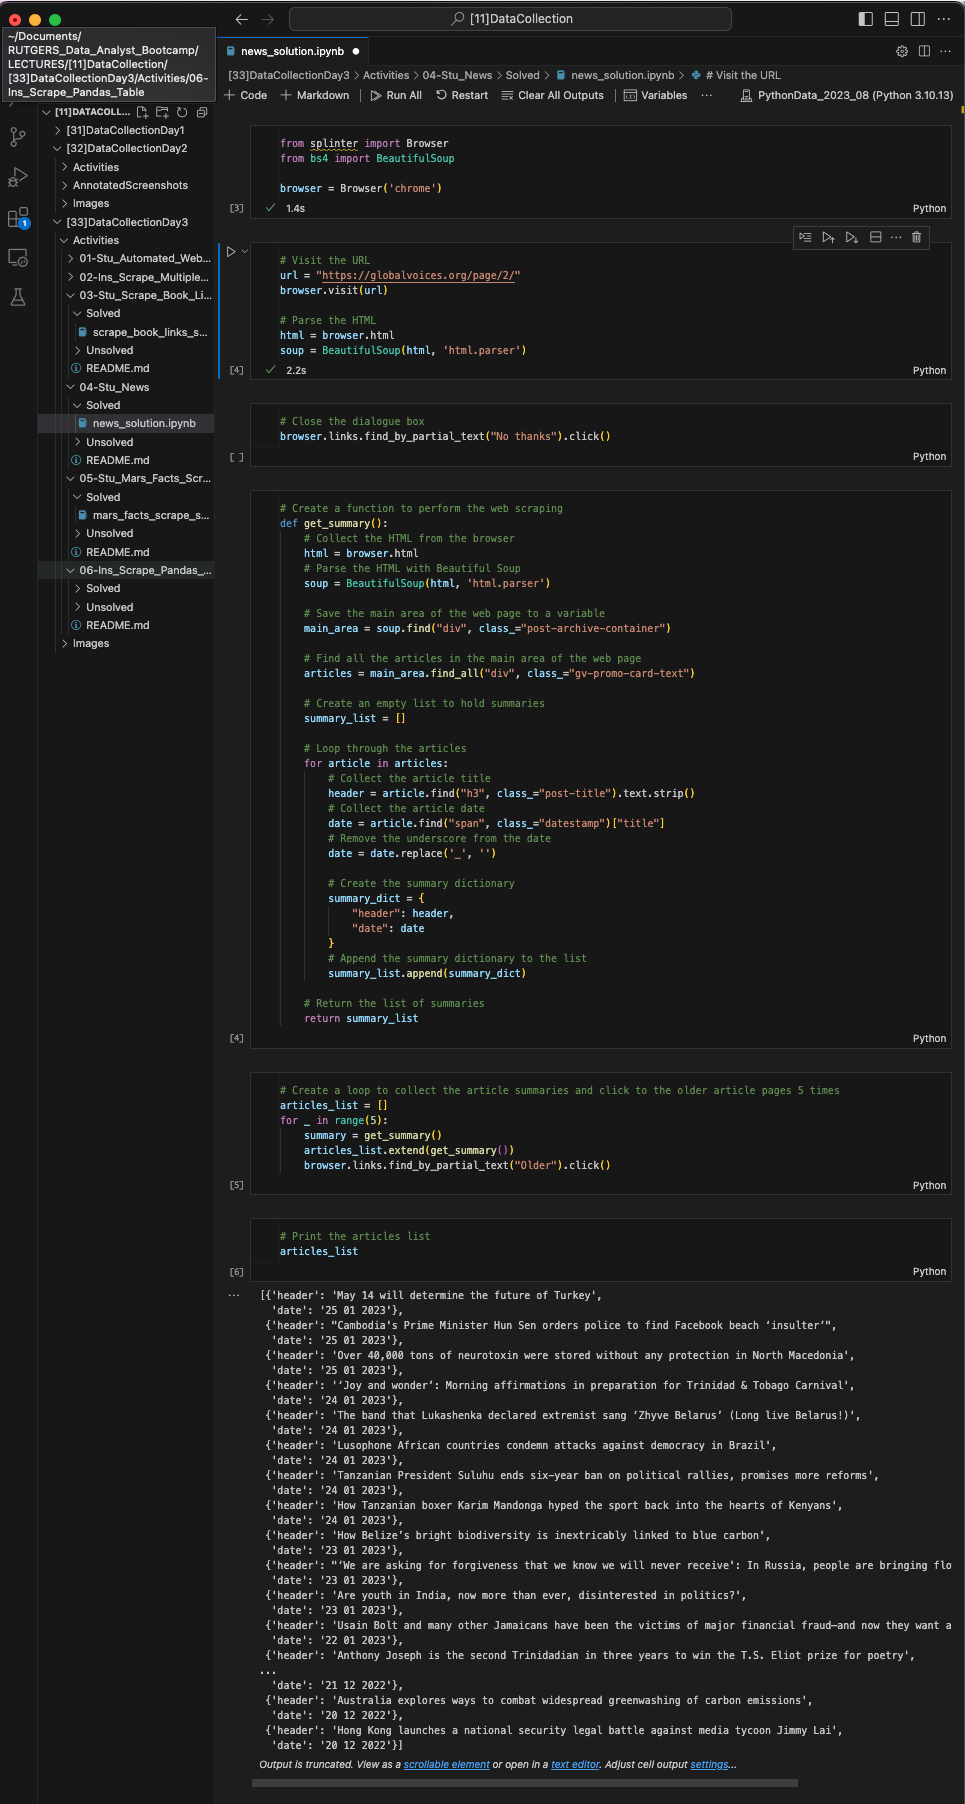 [11]DataCollection
~/Documents/
RUTGERS_Data_Analyst_Bootcamp/
LECTURES/[11]DataCollection/
[33]DataCollectionDay3/Activities/06-
Ins_Scrape_Pandas_Table
[11]DATACOLL...
[31]DataCollectionDay1
[32]DataCollectionDay2
Activities
AnnotatedScreenshots
Images
[33]DataCollectionDay3
Activities
01-Stu_Automated_Web...
02-Ins_Scrape_Multiple...
03-Stu_Scrape_Book_Li...
Solved
scrape_book_links_s...
Unsolved
README.md
04-Stu_News
Solved
news_solution.ipynb
Unsolved
README.md
05-Stu_Mars_Facts_Scr...
Solved
mars_facts_scrape_s...
Unsolved
README.md
06-Ins_Scrape_Pandas_...
Solved
Unsolved
README.md
Images
1
news_solution.ipynb
[33]DataCollectionDay3 > Activities > 04-Stu_News > Solved > news_solution.ipynb > # Visit the URL
+ Code + Markdown Run All Restart Clear All Outputs Variables ... PythonData_2023_08 (Python 3.10.13)
from splinter import Browser
from bs4 import BeautifulSoup
browser = Browser('chrome')
[3] 1.4s Python
# Visit the URL
url = "https://globalvoices.org/page/2/"
browser.visit(url)
# Parse the HTML
html = browser.html
soup = BeautifulSoup(html, 'html.parser')
[4] 2.2s Python
# Close the dialogue box
browser.links.find_by_partial_text("No thanks").click()
[ ] Python
# Create a function to perform the web scraping
def get_summary():
# Collect the HTML from the browser
html = browser.html
# Parse the HTML with Beautiful Soup
soup = BeautifulSoup(html, 'html.parser')
# Save the main area of the web page to a variable
main_area = soup.find("div", class_="post-archive-container")
# Find all the articles in the main area of the web page
articles = main_area.find_all("div", class_="gv-promo-card-text")
# Create an empty list to hold summaries
summary_list = []
# Loop through the articles
for article in articles:
# Collect the article title
header = article.find("h3", class_="post-title").text.strip()
# Collect the article date
date = article.find("span", class_="datestamp")["title"]
# Remove the underscore from the date
date = date.replace('_', '')
# Create the summary dictionary
summary_dict = {
"header": header,
"date": date
}
# Append the summary dictionary to the list
summary_list.append(summary_dict)
# Return the list of summaries
return summary_list
[4] Python
# Create a loop to collect the article summaries and click to the older article pages 5 times
articles_list = []
for _ in range(5):
summary = get_summary()
articles_list.extend(get_summary())
browser.links.find_by_partial_text("Older").click()
[5] Python
# Print the articles list
articles_list
[6] Python
... [{'header': 'May 14 will determine the future of Turkey',
'date': '25 01 2023'},
{'header': "Cambodia's Prime Minister Hun Sen orders police to find Facebook beach ‘insulter’",
'date': '25 01 2023'},
{'header': 'Over 40,000 tons of neurotoxin were stored without any protection in North Macedonia',
'date': '25 01 2023'},
{'header': '‘Joy and wonder’: Morning affirmations in preparation for Trinidad & Tobago Carnival',
'date': '24 01 2023'},
{'header': 'The band that Lukashenka declared extremist sang ‘Zhyve Belarus’ (Long live Belarus!)',
'date': '24 01 2023'},
{'header': 'Lusophone African countries condemn attacks against democracy in Brazil',
'date': '24 01 2023'},
{'header': 'Tanzanian President Suluhu ends six-year ban on political rallies, promises more reforms',
'date': '24 01 2023'},
{'header': 'How Tanzanian boxer Karim Mandonga hyped the sport back into the hearts of Kenyans',
'date': '24 01 2023'},
{'header': 'How Belize’s bright biodiversity is inextricably linked to blue carbon',
'date': '23 01 2023'},
{'header': "‘We are asking for forgiveness that we know we will never receive': In Russia, people are bringing flo
'date': '23 01 2023'},
{'header': 'Are youth in India, now more than ever, disinterested in politics?',
'date': '23 01 2023'},
{'header': 'Usain Bolt and many other Jamaicans have been the victims of major financial fraud—and now they want a
'date': '22 01 2023'},
{'header': 'Anthony Joseph is the second Trinidadian in three years to win the T.S. Eliot prize for poetry',
...
'date': '21 12 2022'},
{'header': 'Australia explores ways to combat widespread greenwashing of carbon emissions',
'date': '20 12 2022'},
{'header': 'Hong Kong launches a national security legal battle against media tycoon Jimmy Lai',
'date': '20 12 2022'}]
Output is truncated. View as a scrollable element or open in a text editor. Adjust cell output settings...